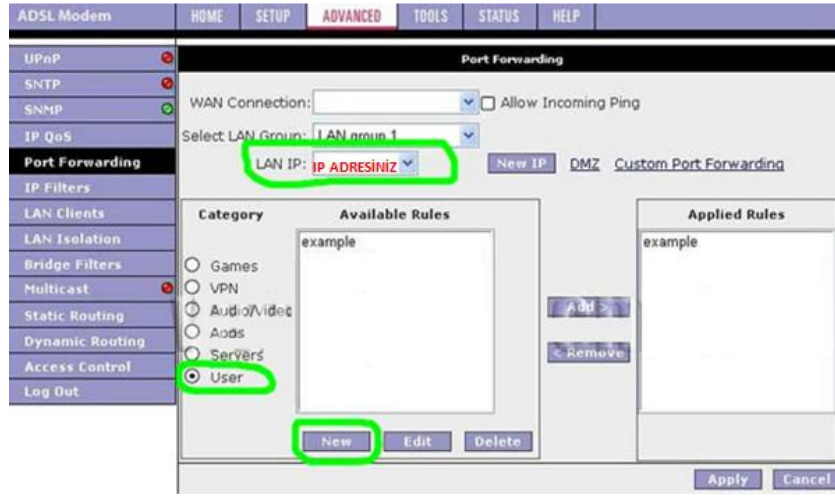 ADSL Modem HOME SETUP ADVANCED TOOLS STATUS HELP
UPnP
SNTP
SNMP
IP QoS
Port Forwarding
IP Filters
LAN Clients
LAN Isolation
Bridge Filters
Multicast
Static Routing
Dynamic Routing
Access Control
Log Out
Port Forwarding
WAN Connection: Allow Incoming Ping
Select LAN Group: LAN group 1
LAN IP: IP ADRESİNİZ New IP DMZ Custom Port Forwarding
Category Available Rules Applied Rules
example example
Games
VPN
Audio/Video
Apps
Servers
User
Add >
< Remove
New Edit Delete
Apply Cancel